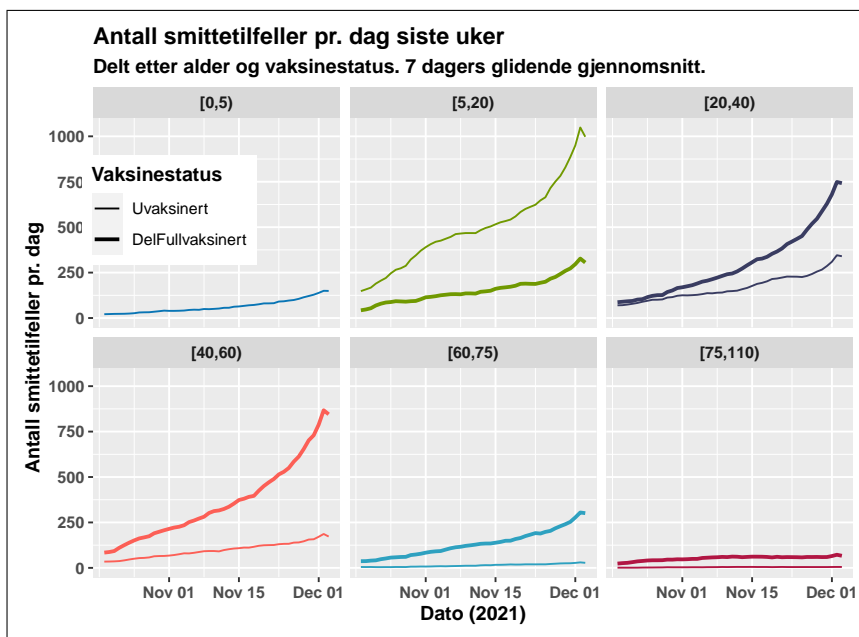 Antall smittetilfeller pr. dag siste uker
Delt etter alder og vaksinestatus. 7 dagers glidende gjennomsnitt.
[0,5)
[5,20)
[20,40)
1000
750
500
250
0
Vaksinestatus
Uvaksinert
DelFullvaksinert
[40,60)
[60,75)
[75,110)
1000
750
500
250
0
Antall smittetilfeller pr. dag
Nov 01 Nov 15 Dec 01
Nov 01 Nov 15 Dec 01
Nov 01 Nov 15 Dec 01
Dato (2021)